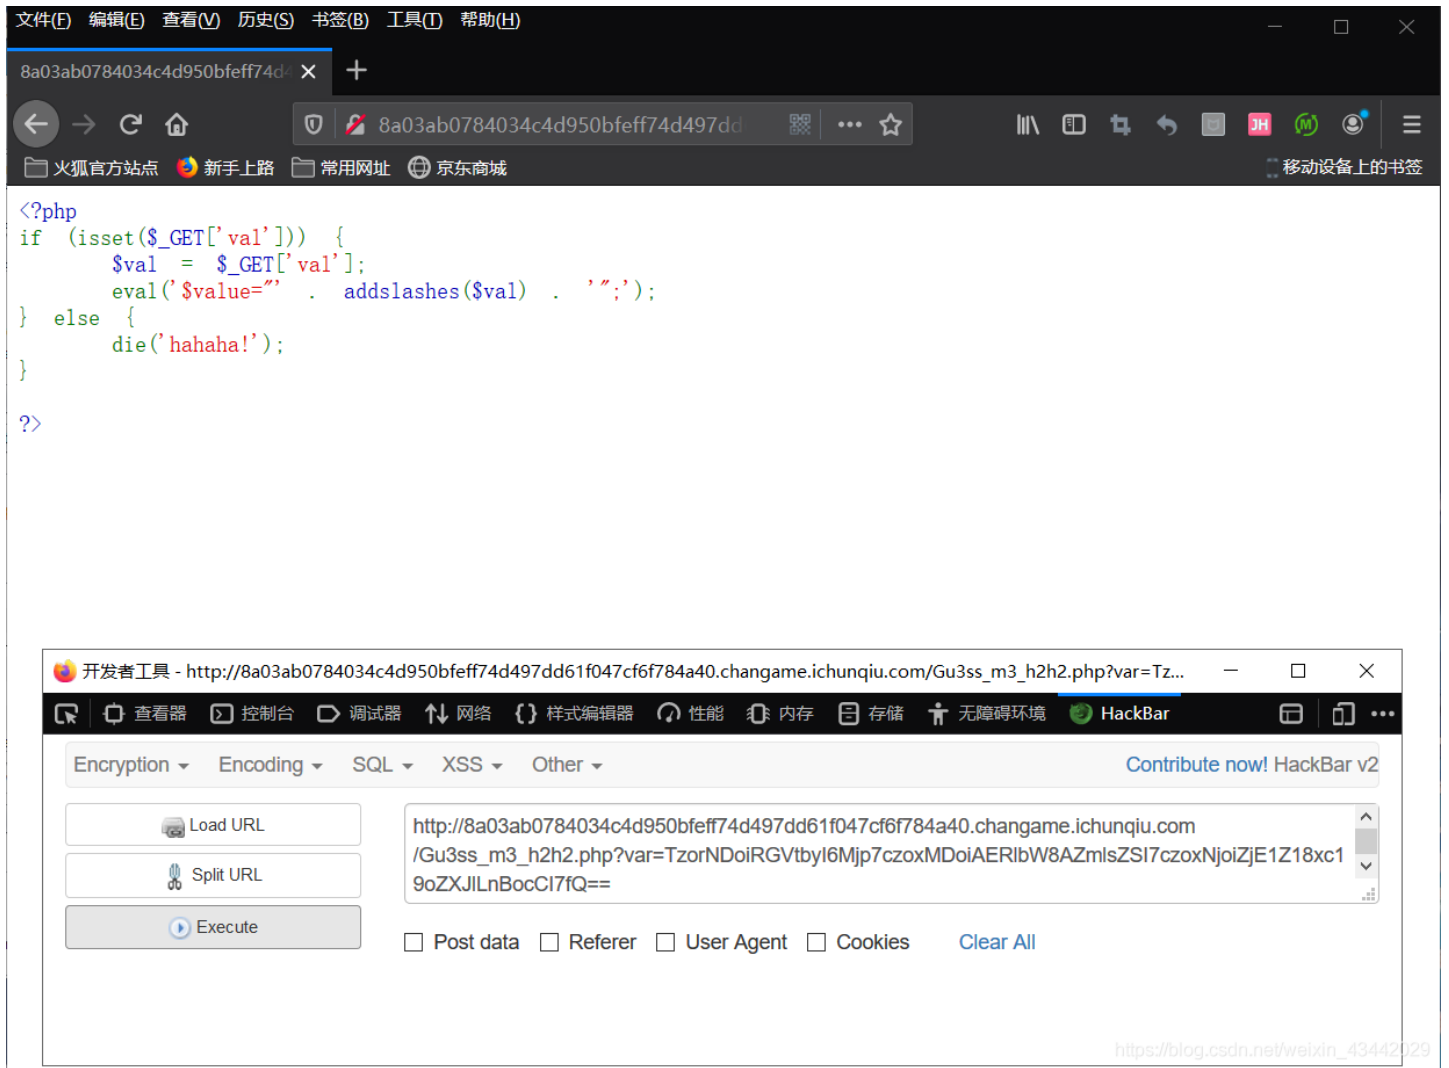 文件(F) 编辑(E) 查看(V) 历史(S) 书签(B) 工具(T) 帮助(H)
8a03ab0784034c4d950bfeff74d4
8a03ab0784034c4d950bfeff74d497dd
JH
火狐官方站点 新手上路 常用网址 京东商城 移动设备上的书签
<?php
if (isset($_GET['val'])) {
$val = $_GET['val'];
eval('$value="' . addslashes($val) . '";');
} else {
die('hahaha!');
}
?>
开发者工具 - http://8a03ab0784034c4d950bfeff74d497dd61f047cf6f784a40.changame.ichunqiu.com/Gu3ss_m3_h2h2.php?var=Tz...
查看器 控制台 调试器 网络 样式编辑器 性能 内存 存储 无障碍环境 HackBar
Encryption Encoding SQL XSS Other Contribute now! HackBar v2
Load URL
Split URL
Execute
http://8a03ab0784034c4d950bfeff74d497dd61f047cf6f784a40.changame.ichunqiu.com
/Gu3ss_m3_h2h2.php?var=TzorNDoiRGVtbyI6Mjp7czoxMDoiAERlbW8AZmlsZSI7czoxNjoiZjE1Z18xc1
9oZXJlLnBocCI7fQ==
Post data Referer User Agent Cookies Clear All
https://blog.csdn.net/weixin_43442029